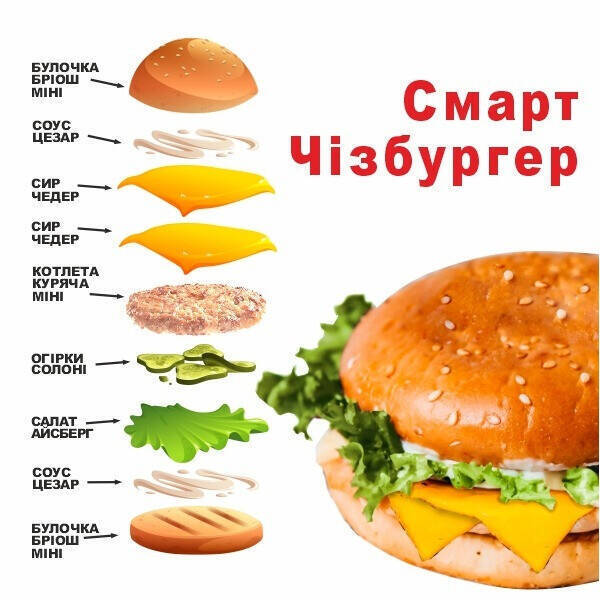 Смарт
Чізбургер
БУЛОЧКА
БРІОШ
МІНІ
СОУС
ЦЕЗАР
СИР
ЧЕДЕР
СИР
ЧЕДЕР
КОТЛЕТА
КУРЯЧА
МІНІ
ОГІРКИ
СОЛОНІ
САЛАТ
АЙСБЕРГ
СОУС
ЦЕЗАР
БУЛОЧКА
БРІОШ
МІНІ